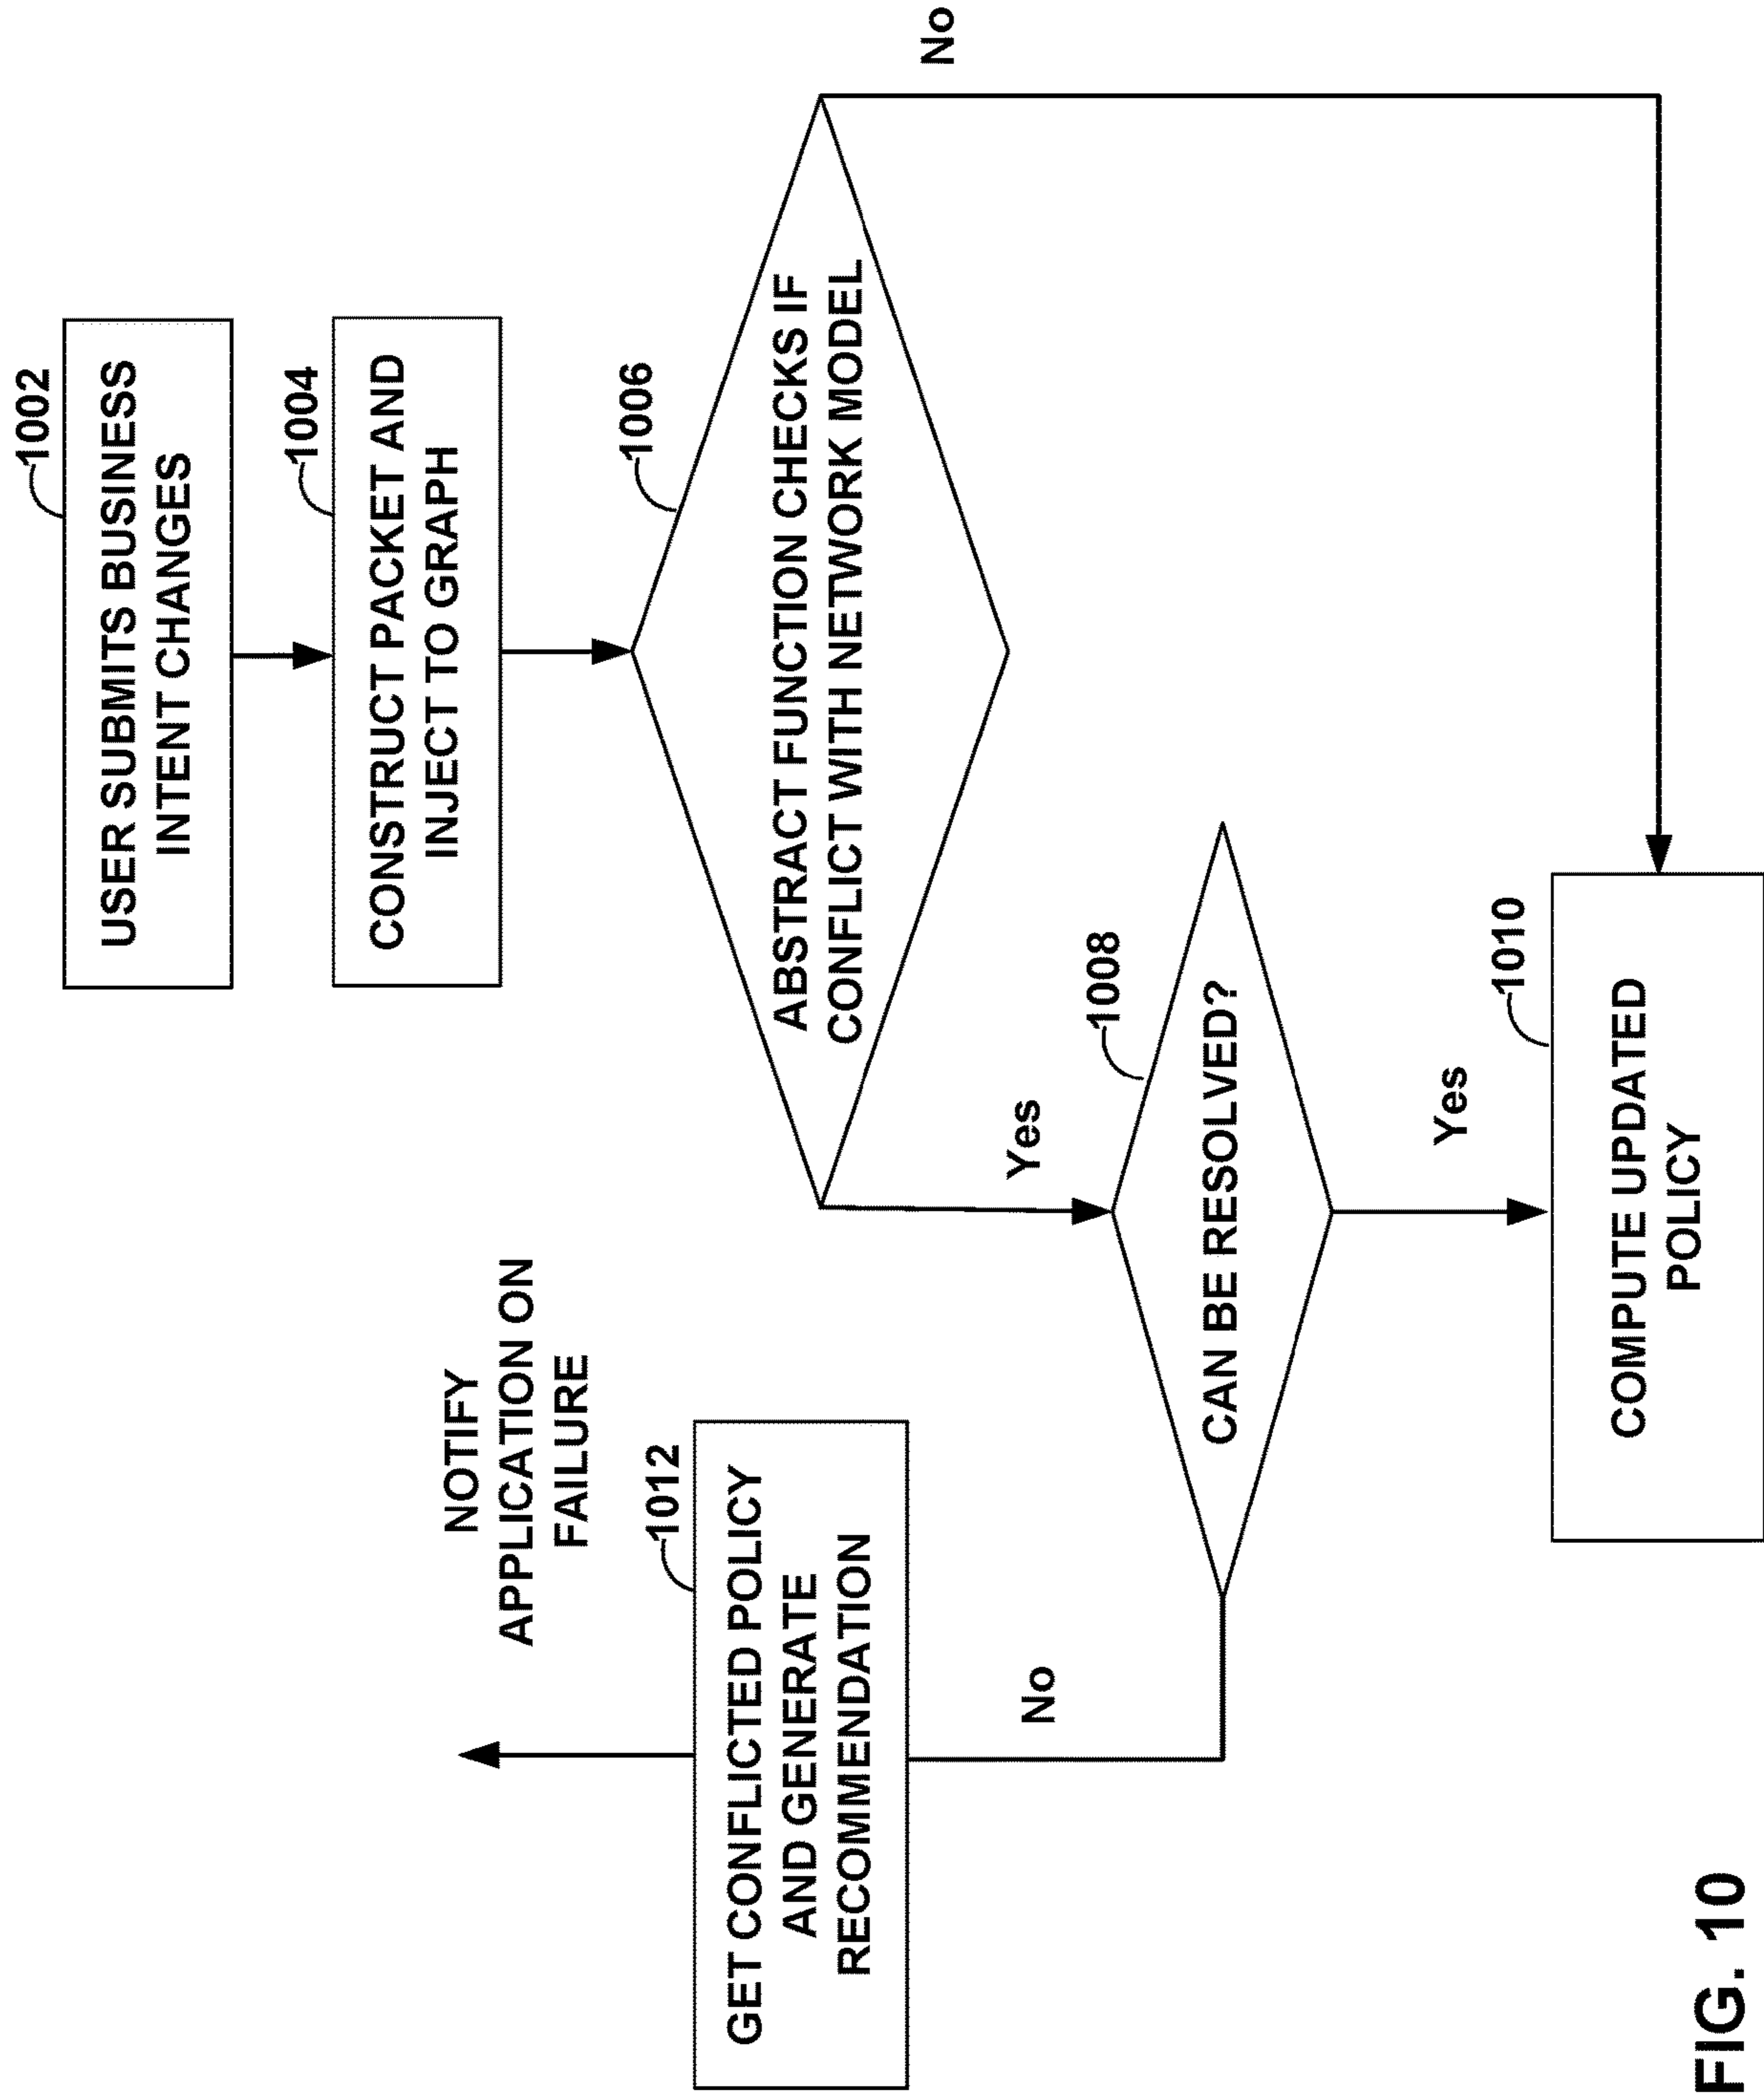 1002
USER SUBMITS BUSINESS
INTENT CHANGES
1004
CONSTRUCT PACKET AND
INJECT TO GRAPH
1006
ABSTRACT FUNCTION CHECKS IF
CONFLICT WITH NETWORK MODEL
No
Yes
1008
CAN BE RESOLVED?
Yes
1010
COMPUTE UPDATED
POLICY
No
1012
GET CONFLICTED POLICY
AND GENERATE
RECOMMENDATION
NOTIFY
APPLICATION ON
FAILURE
FIG. 10